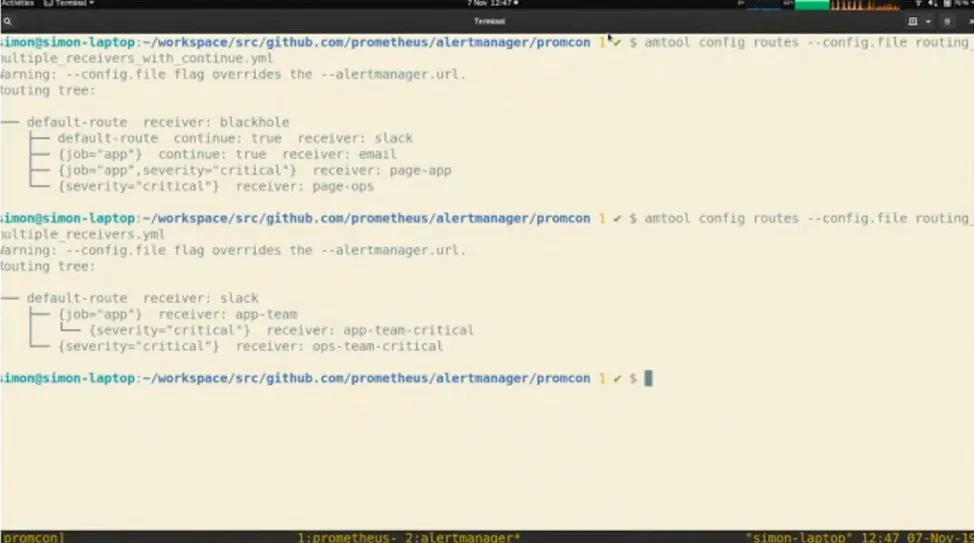 Activities Terminal 7 Nov 12:47
Terminal
simon@simon-laptop:~/workspace/src/github.com/prometheus/alertmanager/promcon 1 ✔ $ amtool config routes --config.file routing_
multiple_receivers_with_continue.yml
Warning: --config.file flag overrides the --alertmanager.url.
Routing tree:
── default-route  receiver: blackhole
├── default-route  continue: true  receiver: slack
├── {job="app"}  continue: true  receiver: email
├── {job="app",severity="critical"}  receiver: page-app
└── {severity="critical"}  receiver: page-ops
simon@simon-laptop:~/workspace/src/github.com/prometheus/alertmanager/promcon 1 ✔ $ amtool config routes --config.file routing_
multiple_receivers.yml
Warning: --config.file flag overrides the --alertmanager.url.
Routing tree:
── default-route  receiver: slack
├── {job="app"}  receiver: app-team
│   └── {severity="critical"}  receiver: app-team-critical
└── {severity="critical"}  receiver: ops-team-critical
simon@simon-laptop:~/workspace/src/github.com/prometheus/alertmanager/promcon 1 ✔ $
promcon] 1:prometheus- 2:alertmanager* "simon-laptop" 12:47 07-Nov-19